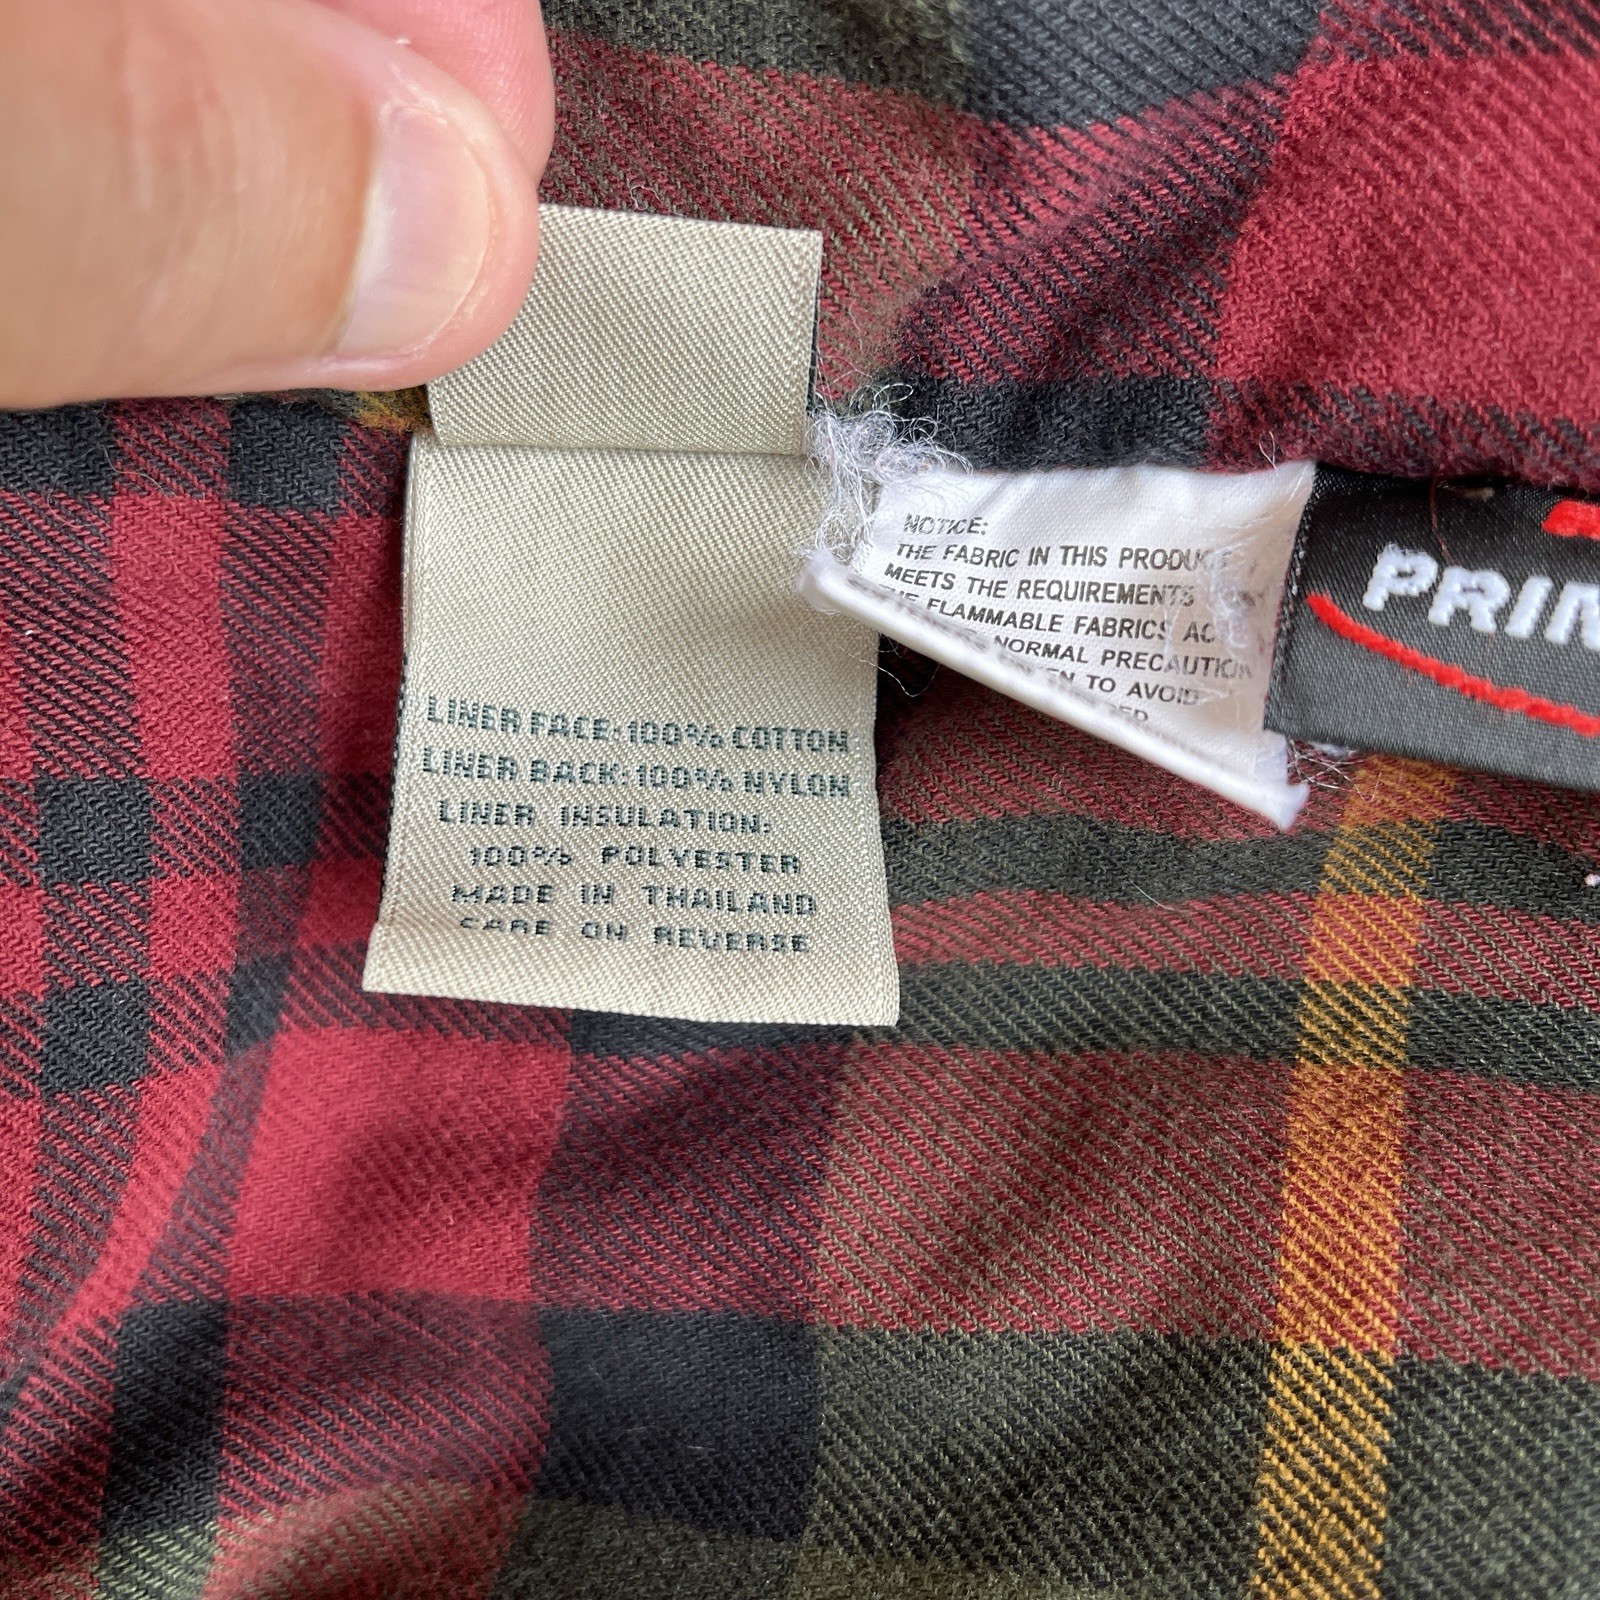 LINER FACE: 100% COTTON
LINER BACK: 100% NYLON
LINER INSULATION:
100% POLYESTER
MADE IN THAILAND
CARE ON REVERSE
NOTICE:
THE FABRIC IN THIS PRODUCT
MEETS THE REQUIREMENTS
FLAMMABLE FABRICS AC
NORMAL PRECAUTION
TO AVOID
PRIM